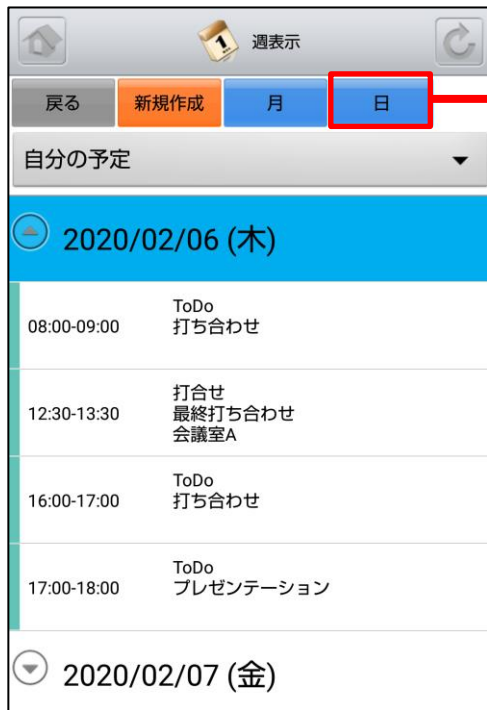 1 週表示
戻る 新規作成 月 日
自分の予定
2020/02/06 (木)
ToDo
08:00-09:00 打ち合わせ
打合せ
12:30-13:30 最終打ち合わせ
会議室A
ToDo
16:00-17:00 打ち合わせ
ToDo
17:00-18:00 プレゼンテーション
2020/02/07 (金)